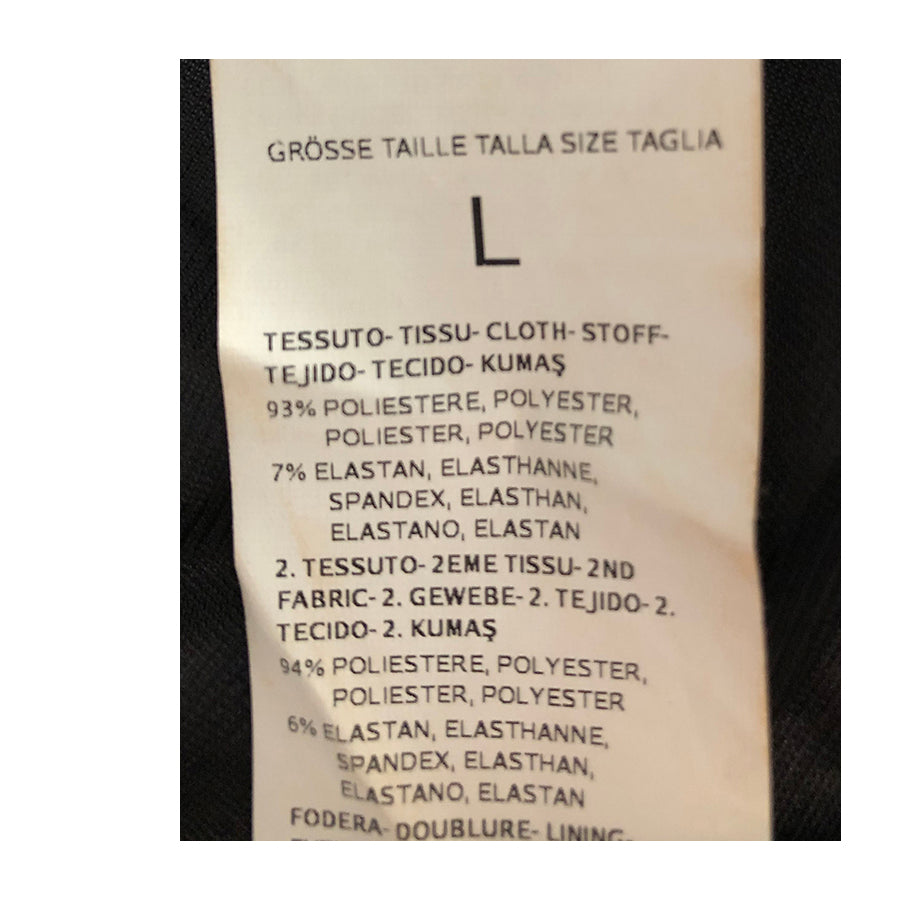 GRÖSSE TAILLE TALLA SIZE TAGLIA
L
TESSUTO- TISSU- CLOTH- STOFF-
TEJIDO- TECIDO- KUMAŞ
93% POLIESTERE, POLYESTER,
POLIESTER, POLYESTER
7% ELASTAN, ELASTHANNE,
SPANDEX, ELASTHAN,
ELASTANO, ELASTAN
2. TESSUTO- 2EME TISSU- 2ND
FABRIC- 2. GEWEBE- 2. TEJIDO- 2.
TECIDO- 2. KUMAŞ
94% POLIESTERE, POLYESTER,
POLIESTER, POLYESTER
6% ELASTAN, ELASTHANNE,
SPANDEX, ELASTHAN,
ELASTANO, ELASTAN
FODERA- DOUBLURE- LINING-